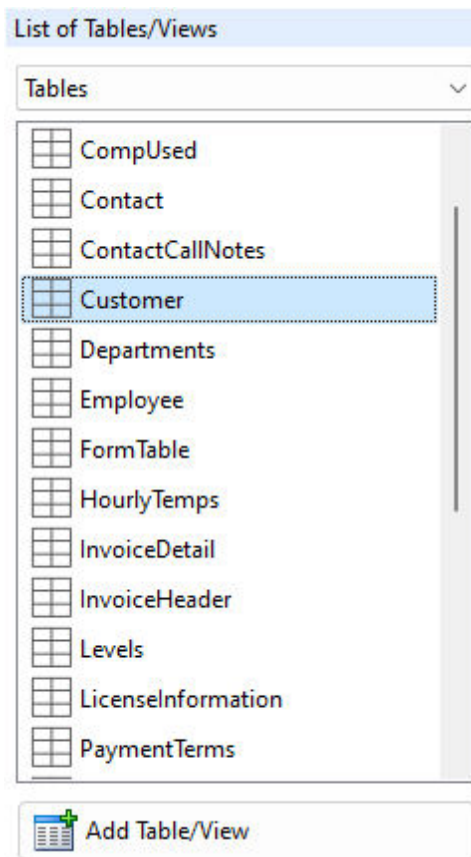 List of Tables/Views
Tables
CompUsed
Contact
ContactCallNotes
Customer
Departments
Employee
FormTable
HourlyTemps
InvoiceDetail
InvoiceHeader
Levels
LicenseInformation
PaymentTerms
Add Table/View